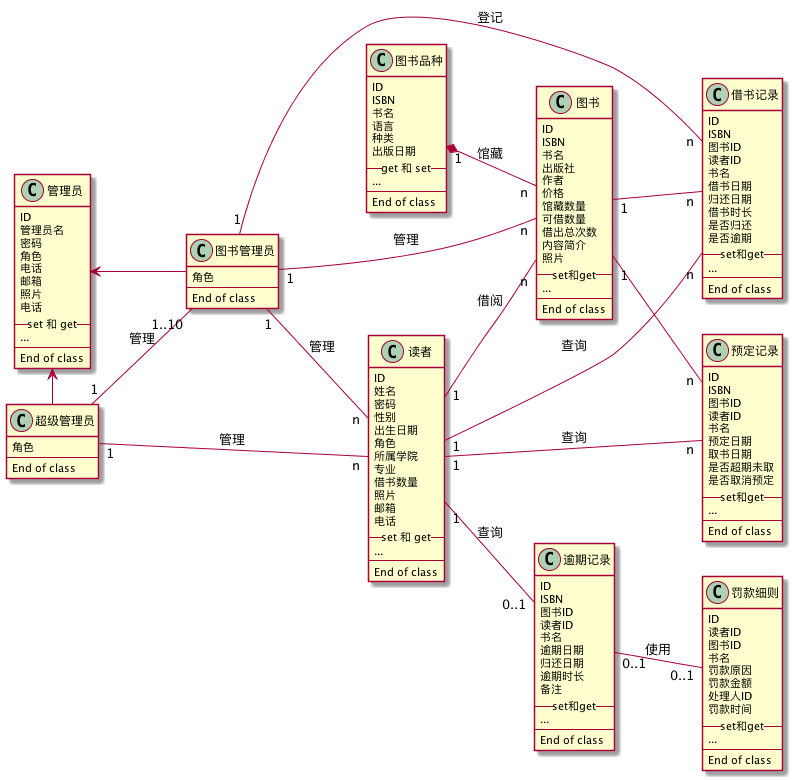 C 管理员
ID
管理员名
密码
角色
电话
邮箱
照片
电话
set 和 get
...
End of class
C 超级管理员
角色
End of class
1
管理
1..10
1
管理
n
C 图书管理员
角色
End of class
1
登记
n
1
管理
n
1
管理
n
C 图书品种
ID
ISBN
书名
语言
种类
出版日期
get 和 set
...
End of class
1
馆藏
n
C 读者
ID
姓名
密码
性别
出生日期
角色
所属学院
专业
借书数量
照片
邮箱
电话
set 和 get
...
End of class
1
借阅
n
1
查询
n
1
查询
n
1
查询
0..1
C 图书
ID
ISBN
书名
出版社
作者
价格
馆藏数量
可借数量
借出总次数
内容简介
照片
set和get
...
End of class
1
n
1
n
C 逾期记录
ID
ISBN
图书ID
读者ID
书名
逾期日期
归还日期
逾期时长
备注
set和get
...
End of class
0..1
使用
0..1
C 借书记录
ID
ISBN
图书ID
读者ID
书名
借书日期
归还日期
借书时长
是否归还
是否逾期
set和get
...
End of class
C 预定记录
ID
ISBN
图书ID
读者ID
书名
预定日期
取书日期
是否超期未取
是否取消预定
set和get
...
End of class
C 罚款细则
ID
读者ID
图书ID
书名
罚款原因
罚款金额
处理人ID
罚款时间
set和get
...
End of class